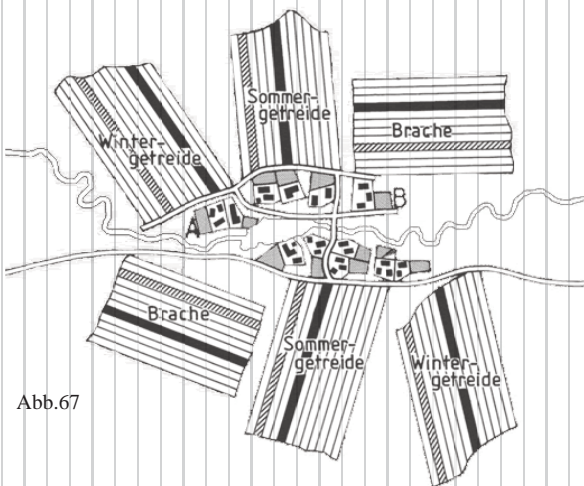 Sommer-
getreide
Winter-
getreide
Brache
Brache
Sommer-
getreide
Winter-
getreide
Abb.67